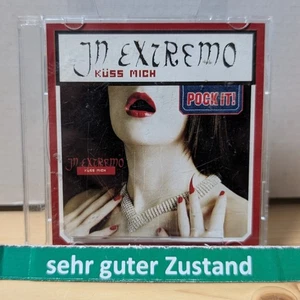 IN EXTREMO
KÜSS MICH
POCK IT!
IN EXTREMO
KÜSS MICH
sehr guter Zustand